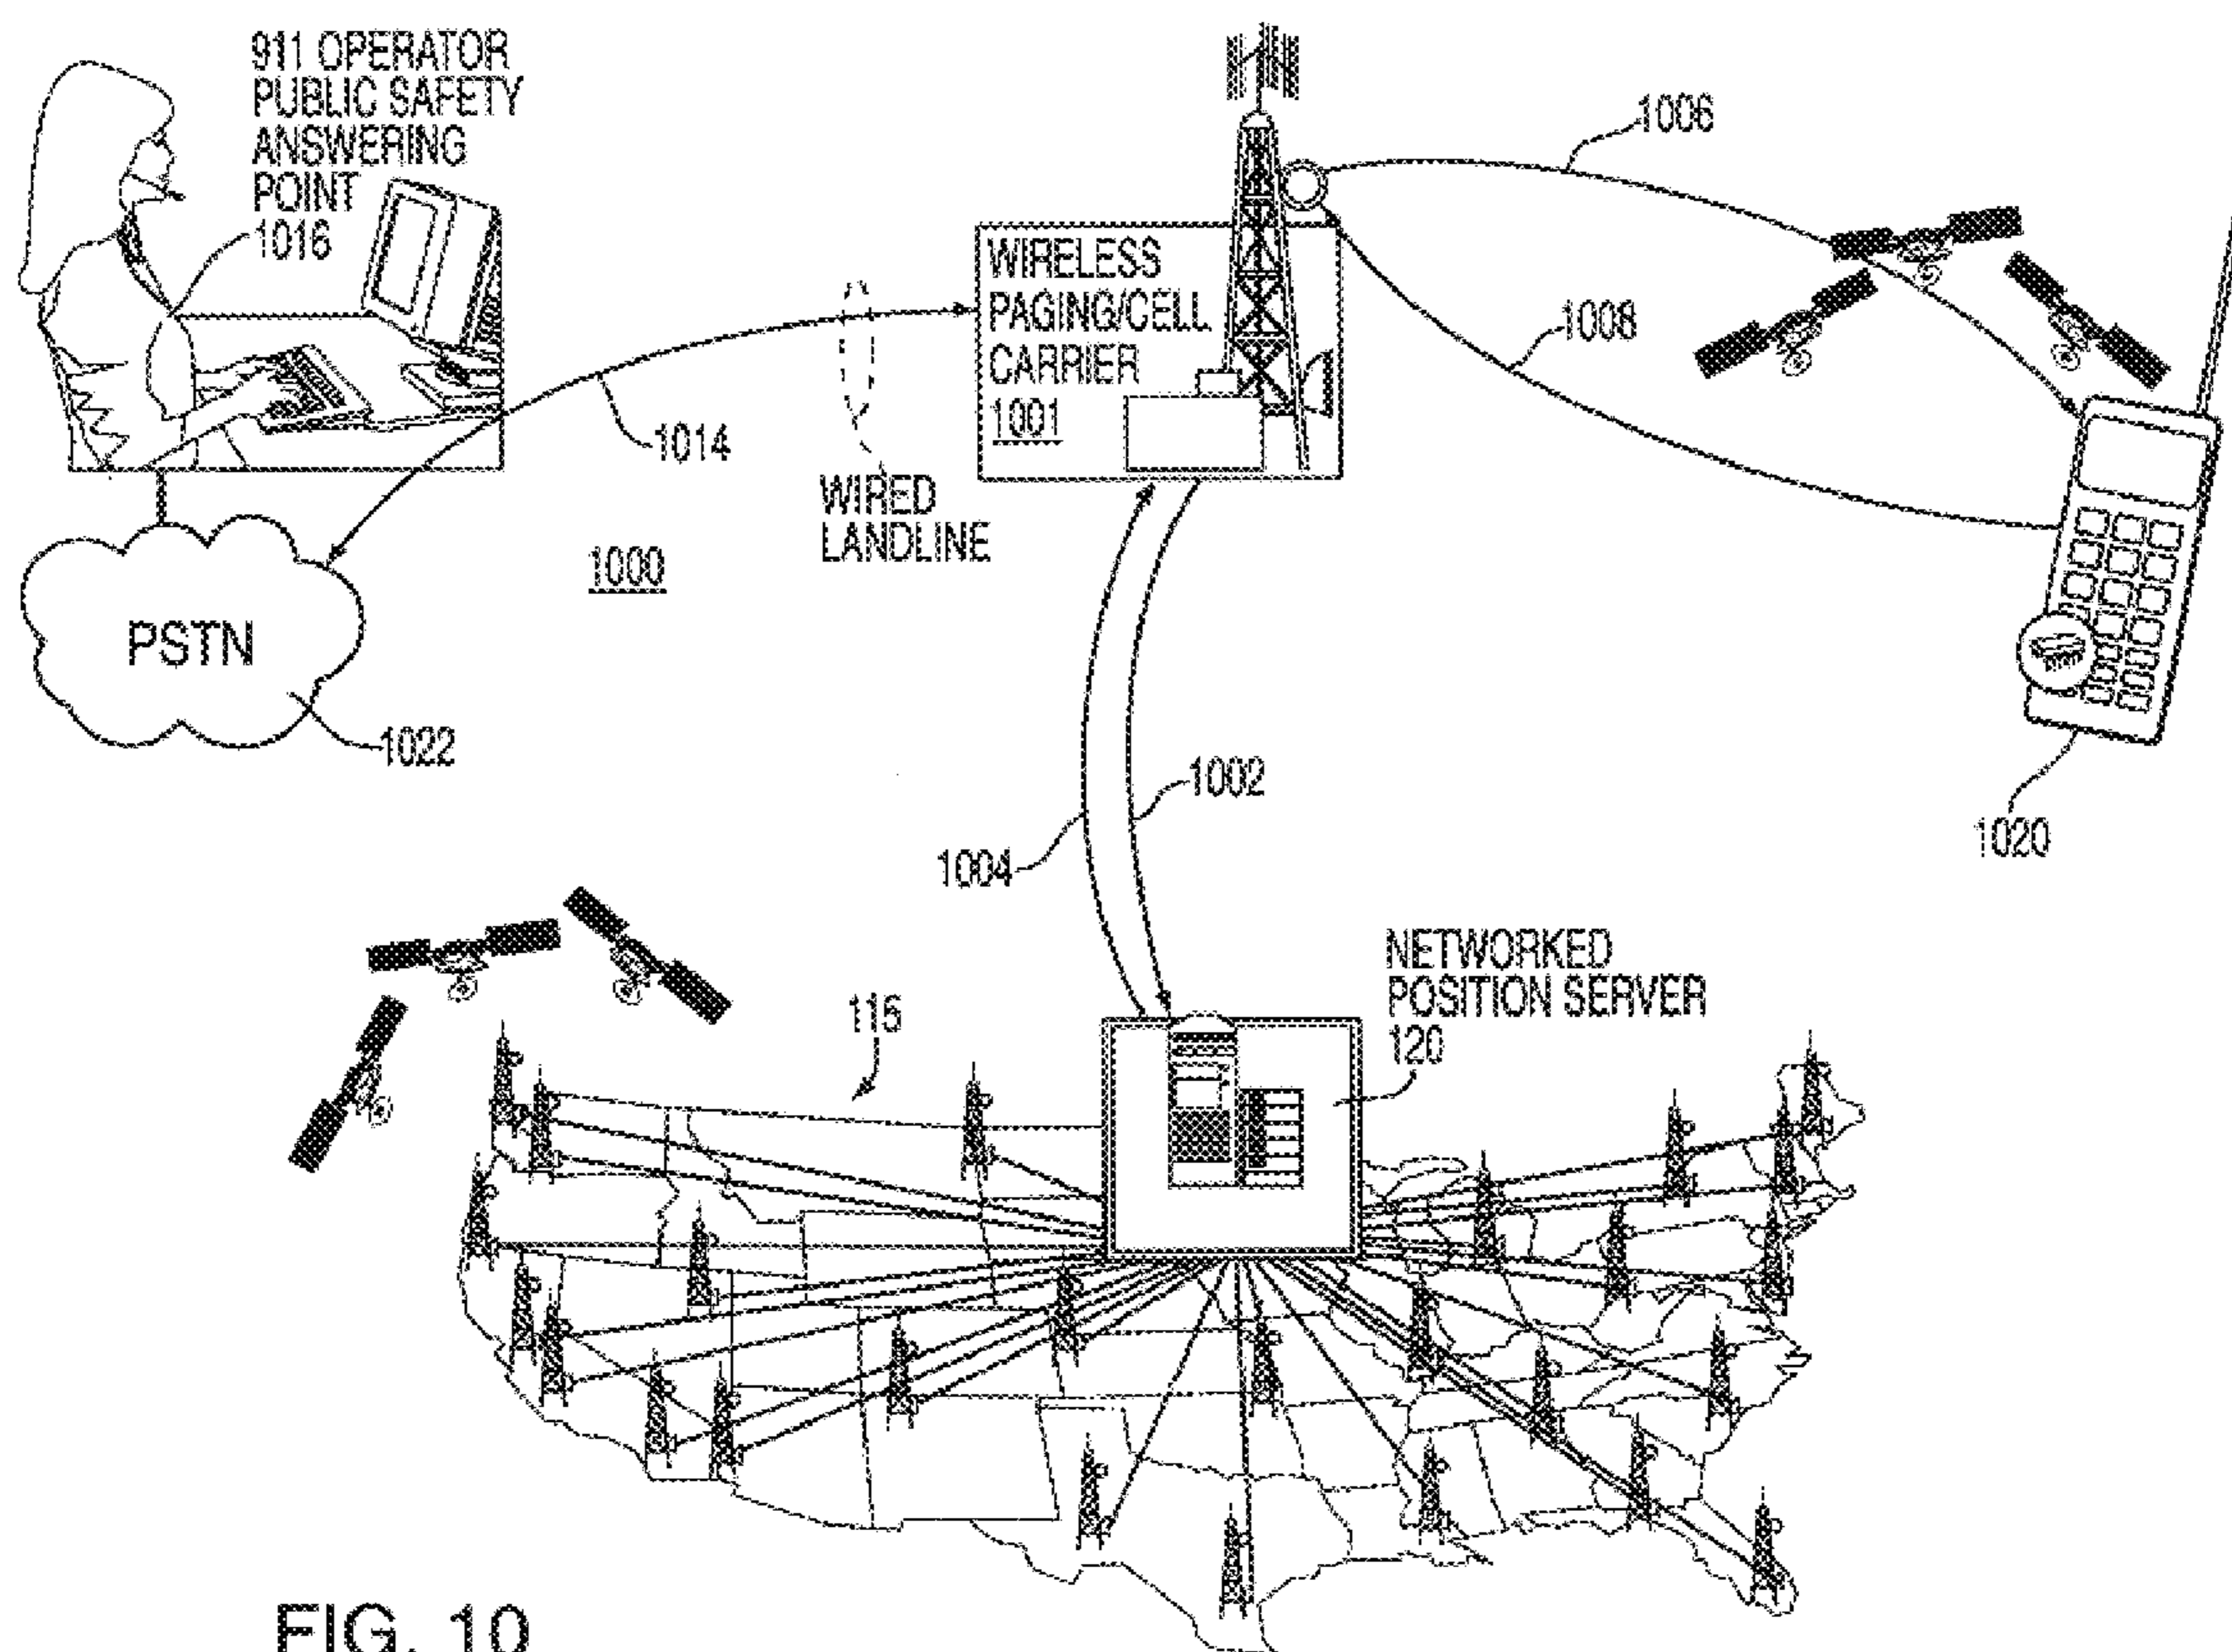 911 OPERATOR
PUBLIC SAFETY
ANSWERING
POINT
1016
WIRELESS
PAGING/CELL
CARRIER
1001
1006
1008
1014
WIRED
LANDLINE
1000
PSTN
1022
1002
1004
1020
NETWORKED
POSITION SERVER
120
115
FIG. 10